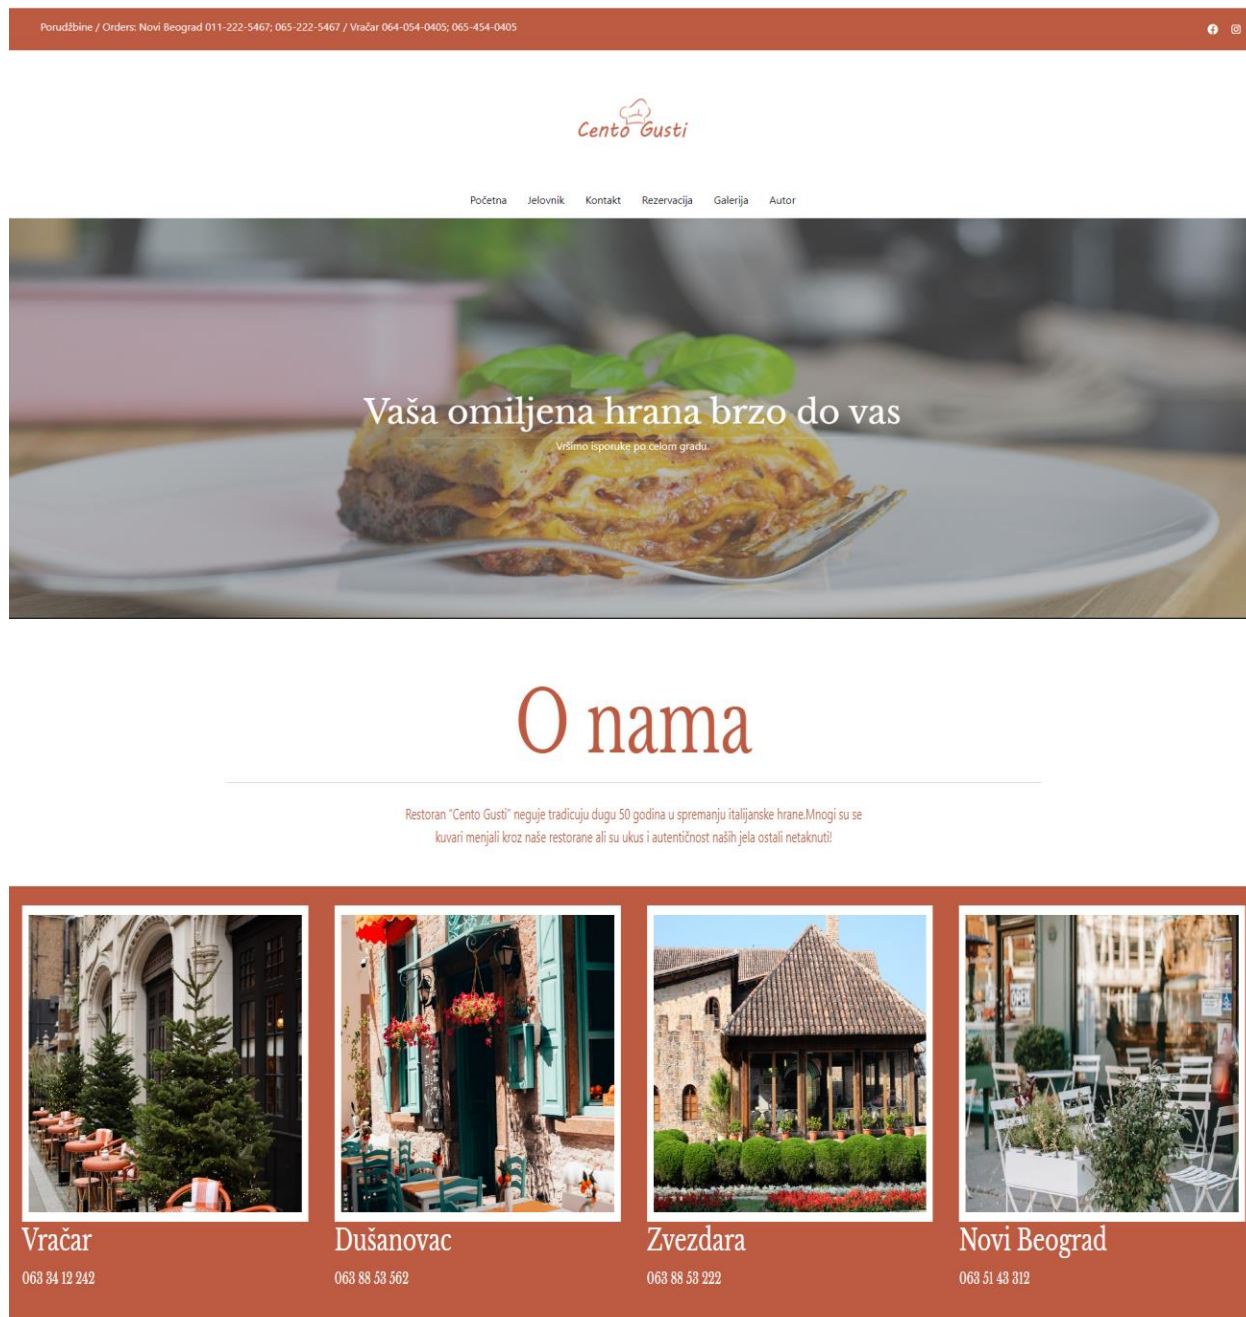 Porudžbine / Orders: Novi Beograd 011-222-5467; 065-222-5467 / Vračar 064-054-0405; 065-454-0405
Cento Gusti
Početna Jelovnik Kontakt Rezervacija Galerija Autor
Vaša omiljena hrana brzo do vas
Vršimo isporuke po celom gradu.
O nama
Restoran "Cento Gusti" neguje tradicuju dugu 50 godina u spremanju italijanske hrane.Mnogi su se
kuvari menjali kroz naše restorane ali su ukus i autentičnost naših jela ostali netaknuti!
OPEN
Vračar
063 34 12 242
Dušanovac
063 88 53 562
Zvezdara
063 88 53 222
Novi Beograd
063 51 43 312